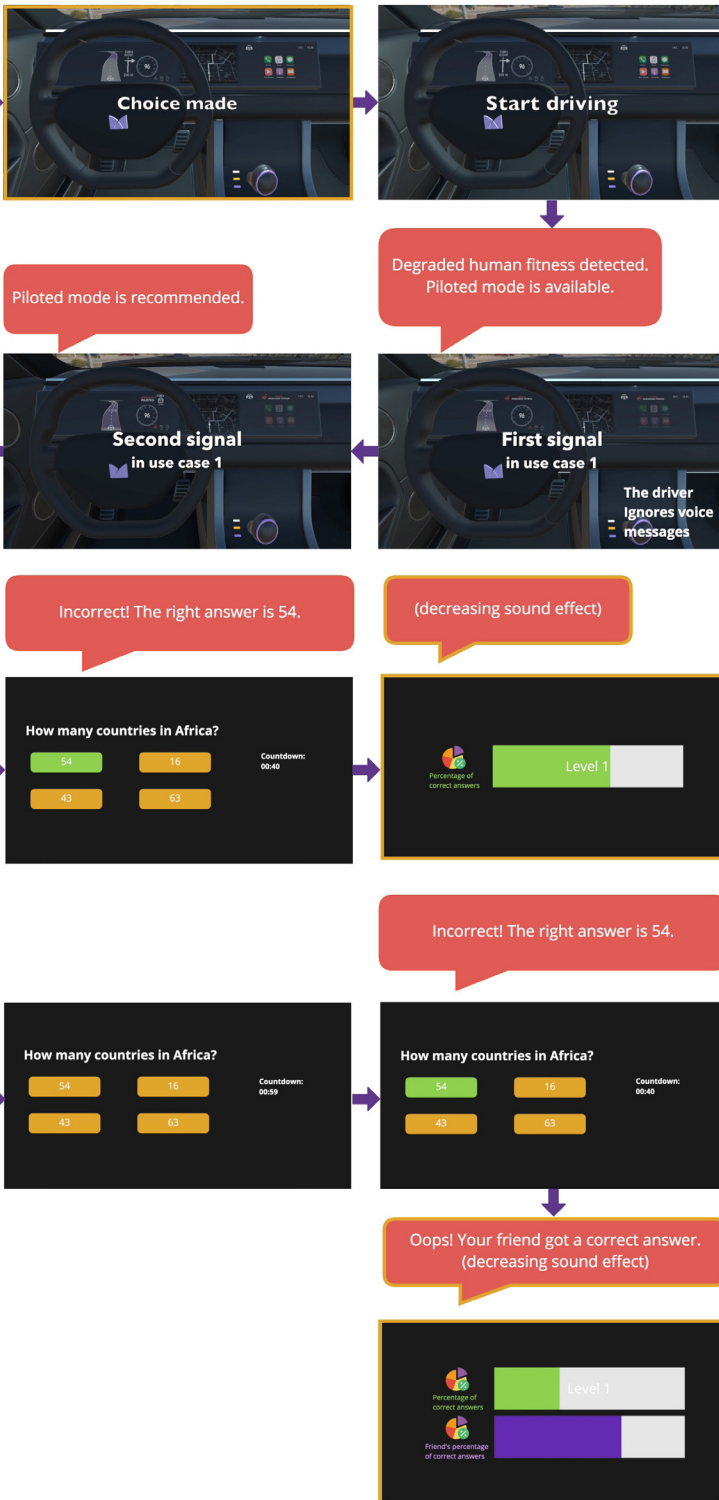 Choice made
Start driving
Degraded human fitness detected.
Piloted mode is available.
Piloted mode is recommended.
Second signal
in use case 1
First signal
in use case 1
The driver
Ignores voice
messages
Incorrect! The right answer is 54.
(decreasing sound effect)
How many countries in Africa?
54
16
43
63
Countdown:
00:40
Percentage of
correct answers
Level 1
Incorrect! The right answer is 54.
How many countries in Africa?
54
16
43
63
Countdown:
00:59
How many countries in Africa?
54
16
43
63
Countdown:
00:40
Oops! Your friend got a correct answer.
(decreasing sound effect)
Percentage of
correct answers
Level 1
Friend's percentage
of correct answers